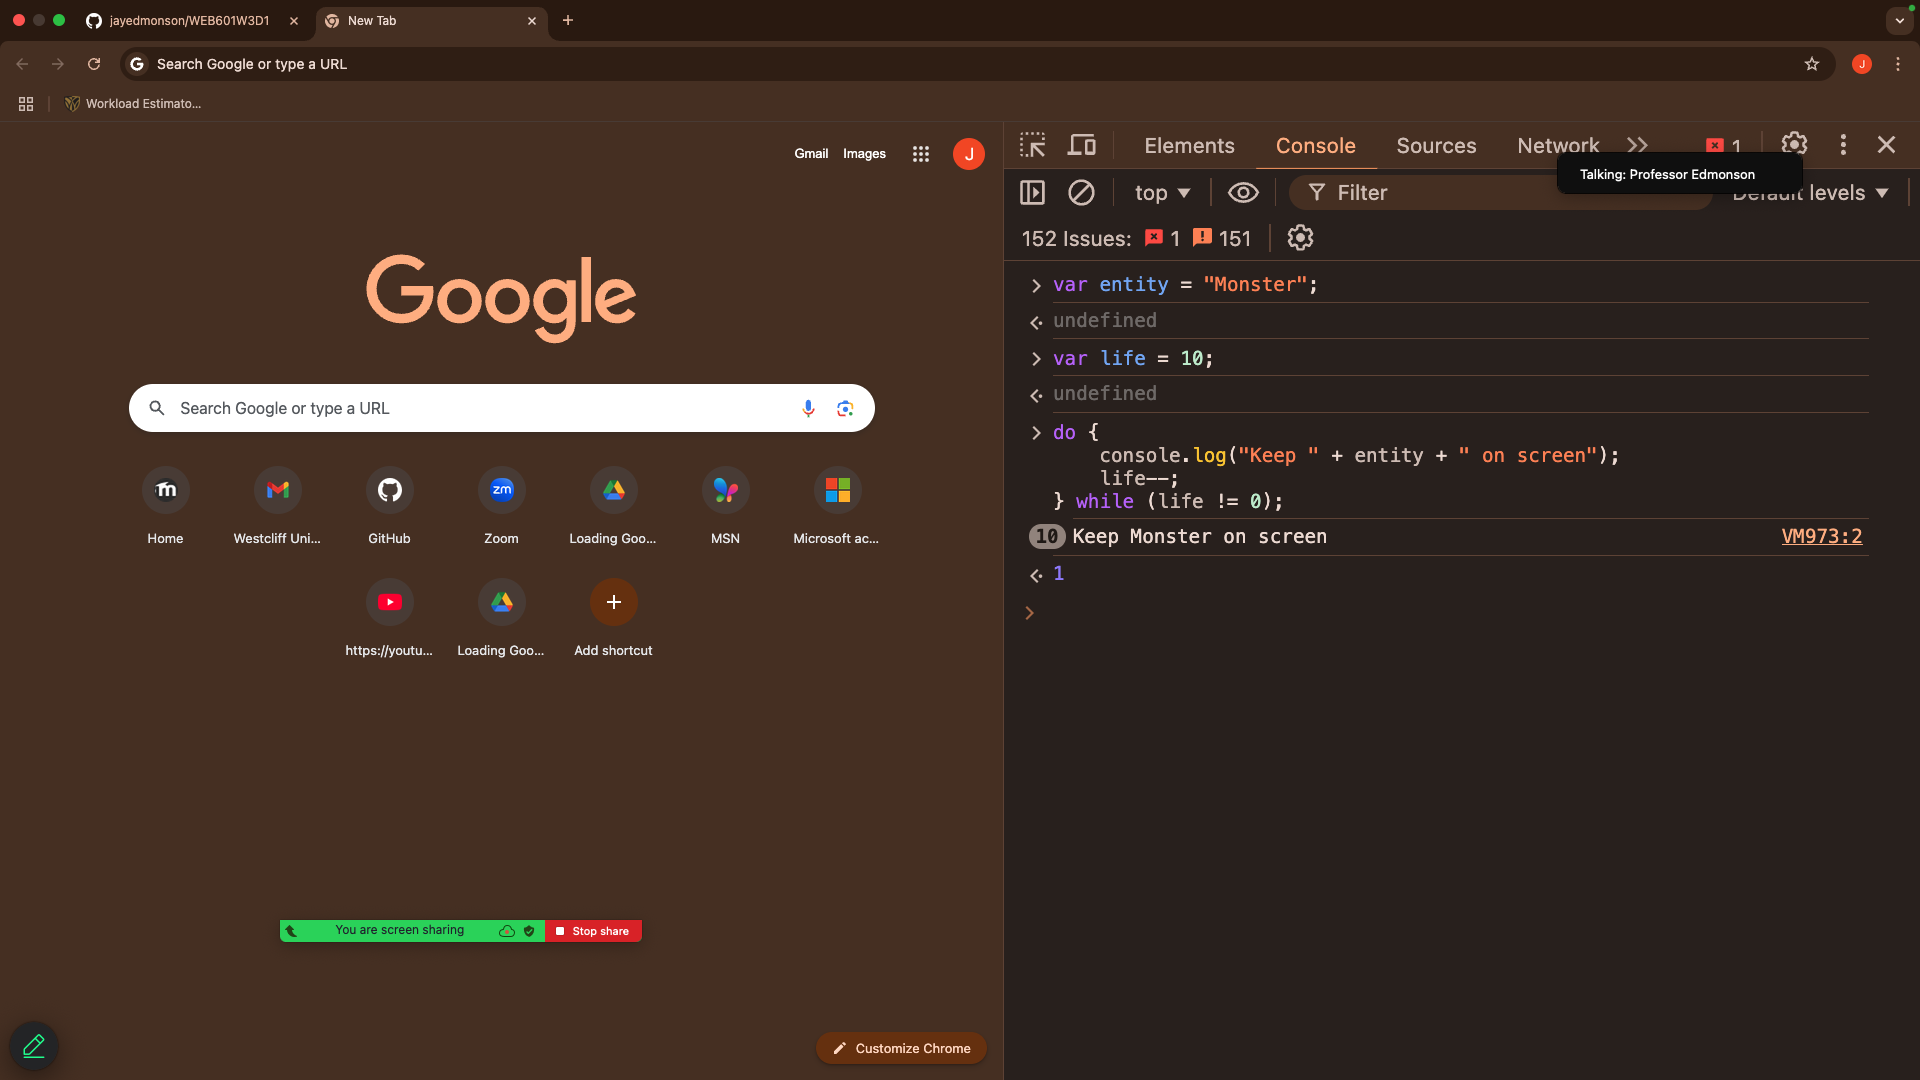 jayedmonson/WEB601W3D1
New Tab
Search Google or type a URL
J
Workload Estimato...
Gmail
Images
J
Google
Search Google or type a URL
Home
Westcliff Uni...
GitHub
zm
Zoom
Loading Goo...
MSN
Microsoft ac...
https://youtu...
Loading Goo...
Add shortcut
You are screen sharing
Stop share
Customize Chrome
Elements
Console
Sources
Network
1
Talking: Professor Edmonson
top
Filter
Default levels
152 Issues: 1 151
var entity = "Monster";
undefined
var life = 10;
undefined
do {
console.log("Keep " + entity + " on screen");
life--;
} while (life != 0);
10 Keep Monster on screen
VM973:2
1